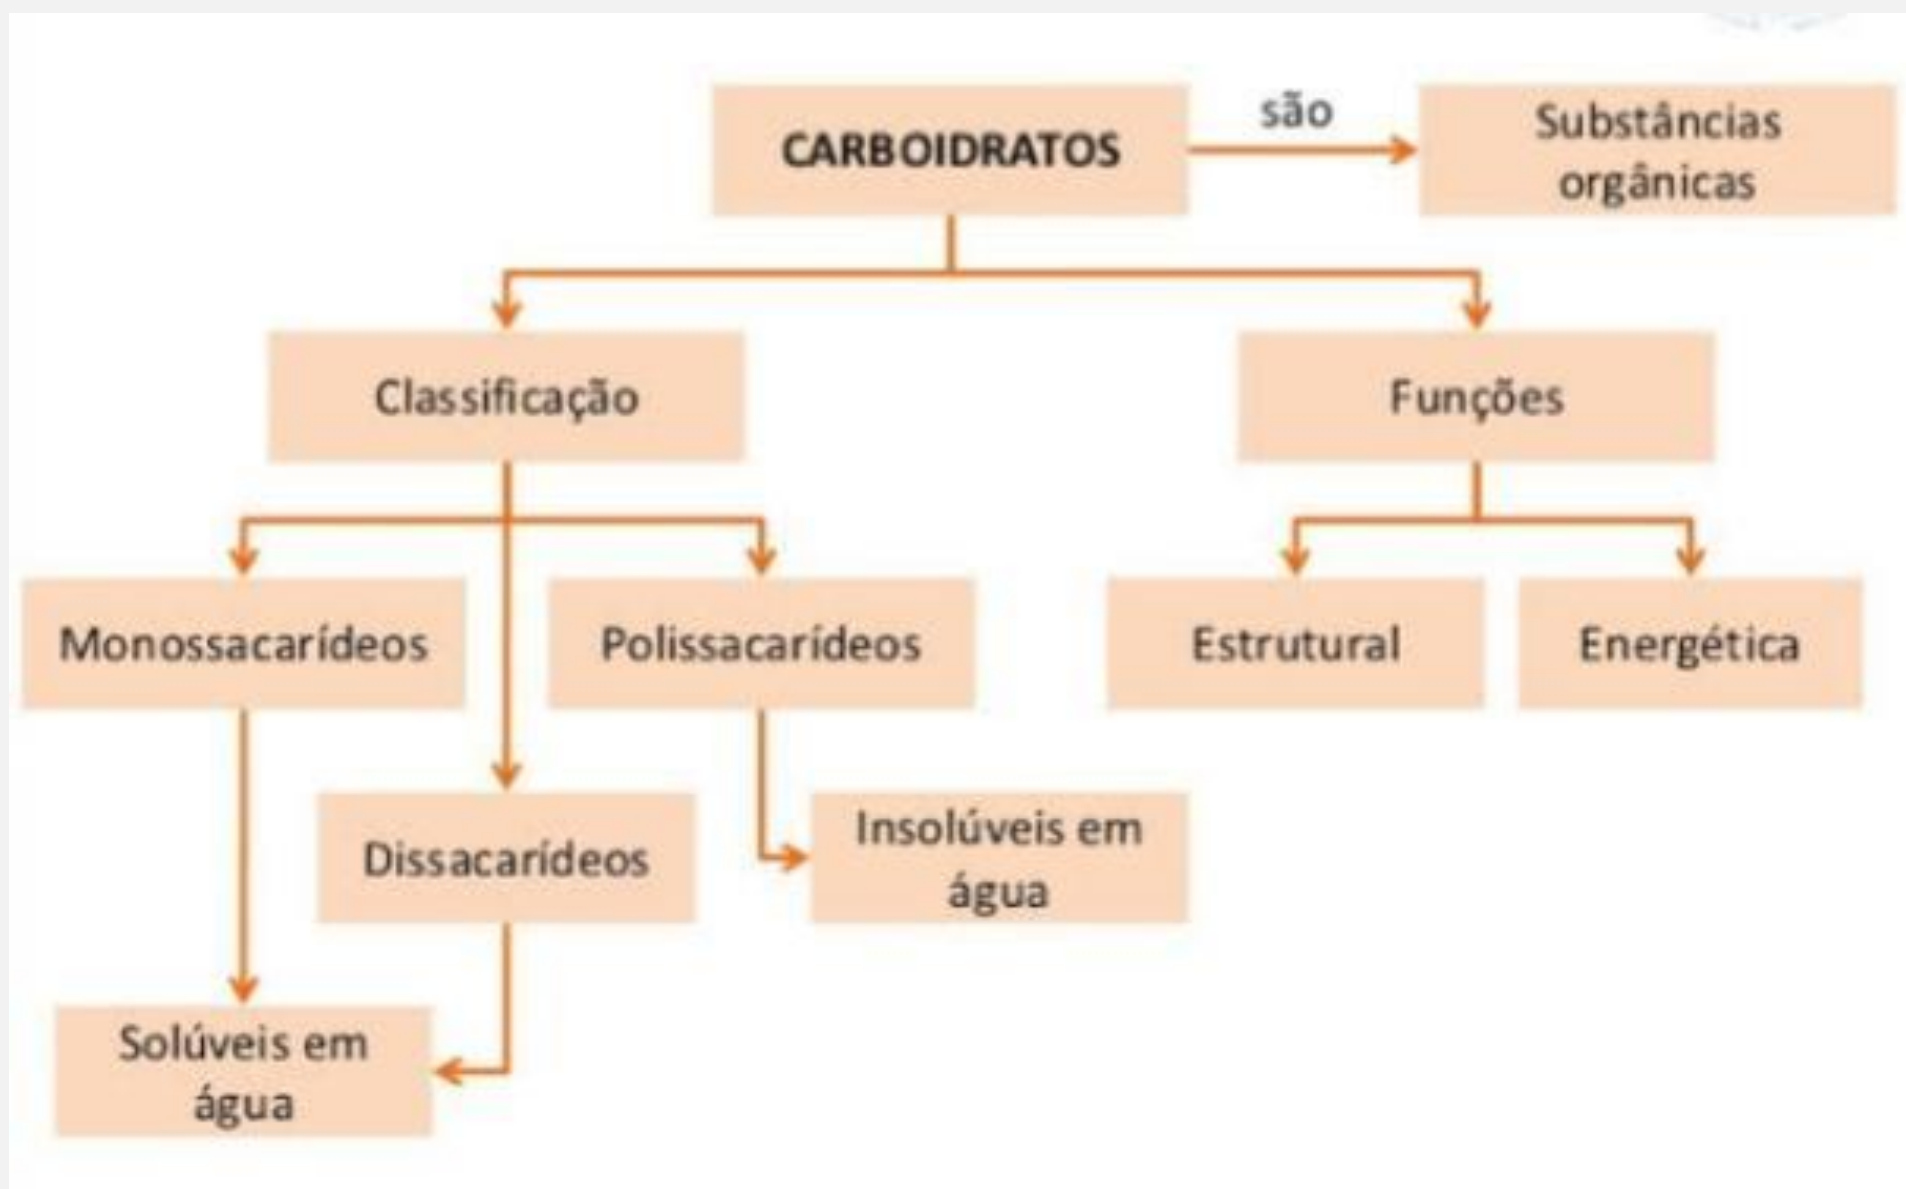 CARBOIDRATOS
são
Substâncias
orgânicas
Classificação
Funções
Monossacarídeos
Polissacarídeos
Estrutural
Energética
Dissacarídeos
Insolúveis em
água
Solúveis em
água